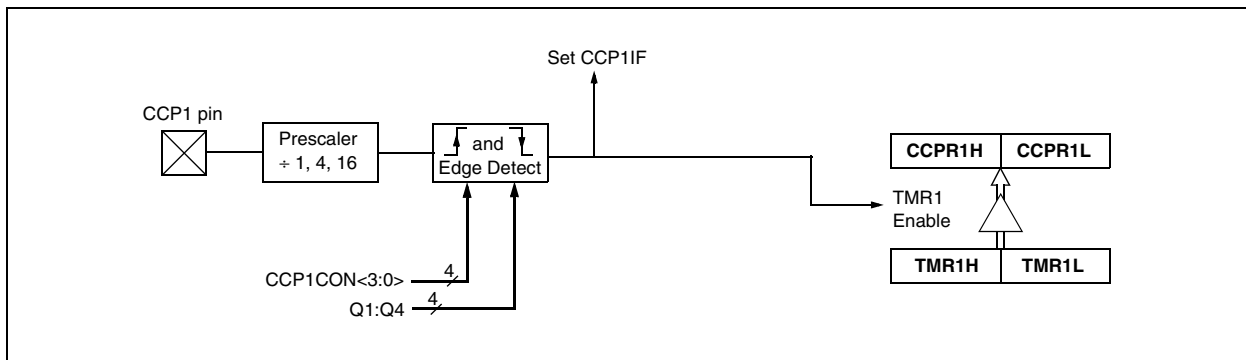 Set CCP1IF
CCP1 pin
Prescaler
÷ 1, 4, 16
and
Edge Detect
CCPR1H CCPR1L
TMR1
Enable
TMR1H TMR1L
CCP1CON<3:0> 4
Q1:Q4 4